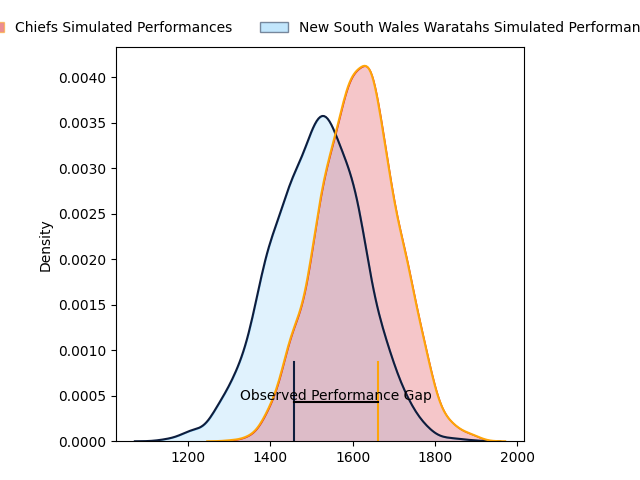 Chiefs Simulated Performances
New South Wales Waratahs Simulated Performan
0.0040
0.0035
0.0030
0.0025
0.0020
0.0015
0.0010
0.0005
0.0000
Density
Observed Performance Gap
1200 1400 1600 1800 2000